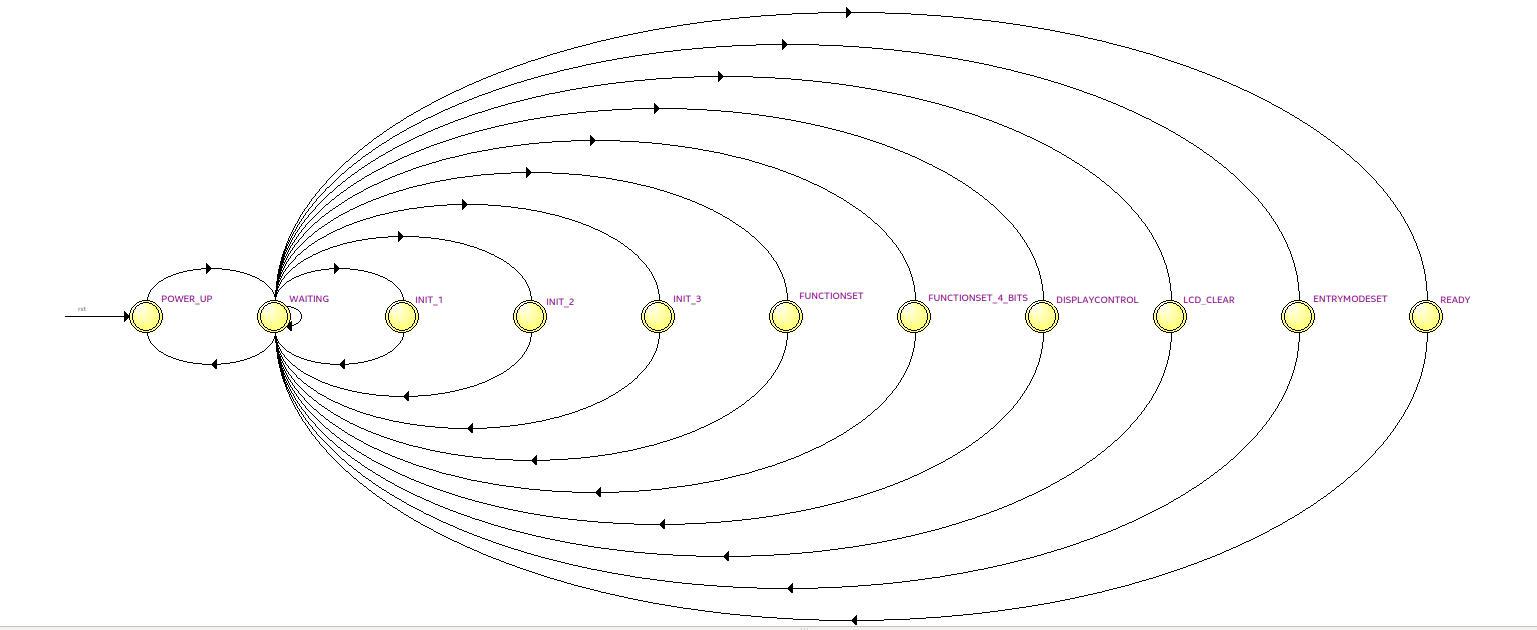 rst
POWER_UP
WAITING
INIT_1
INIT_2
INIT_3
FUNCTIONSET
FUNCTIONSET_4_BITS
DISPLAYCONTROL
LCD_CLEAR
ENTRYMODESET
READY